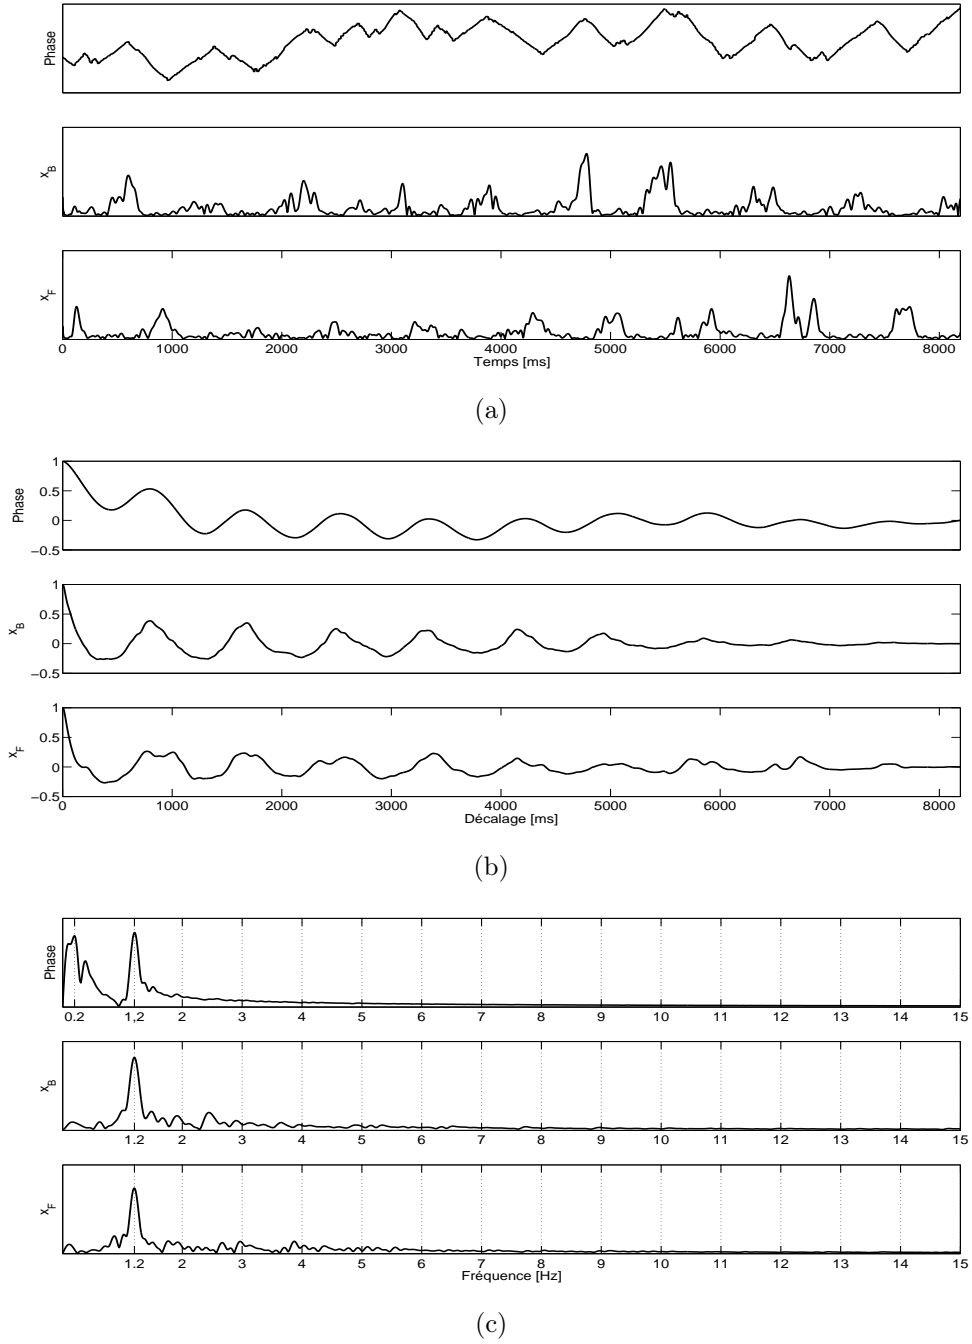 Phase
X_B
X_F
0 1000 2000 3000 4000 5000 6000 7000 8000
Temps [ms]
(a)
1
0.5
0
−0.5
Phase
1
0.5
0
−0.5
X_B
1
0.5
0
−0.5
X_F
0 1000 2000 3000 4000 5000 6000 7000 8000
Décalage [ms]
(b)
Phase
0.2 1,2 2 3 4 5 6 7 8 9 10 11 12 13 14 15
X_B
1.2 2 3 4 5 6 7 8 9 10 11 12 13 14 15
X_F
1.2 2 3 4 5 6 7 8 9 10 11 12 13 14 15
Fréquence [Hz]
(c)